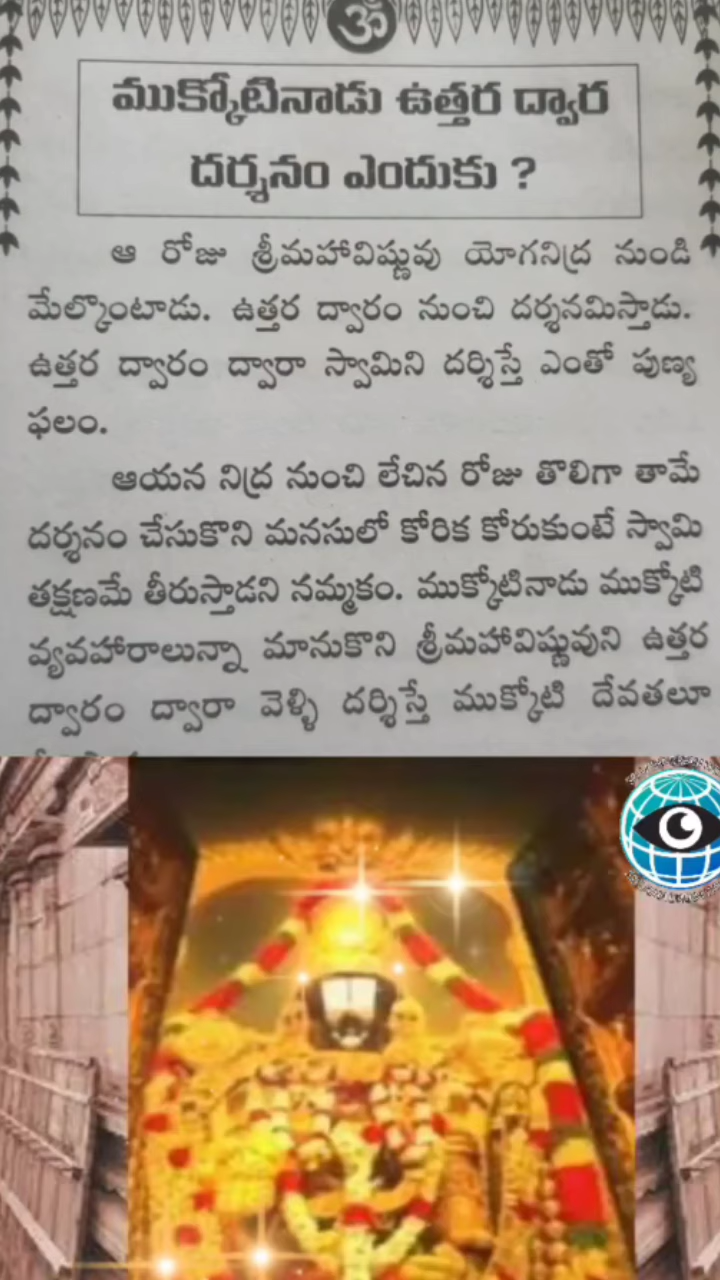 ముక్కోటినాడు ఉత్తర ద్వార
దర్శనం ఎందుకు ?
ఆ రోజు శ్రీమహావిష్ణువు యోగనిద్ర నుండి
మేల్కొంటాడు. ఉత్తర ద్వారం నుంచి దర్శనమిస్తాడు.
ఉత్తర ద్వారం ద్వారా స్వామిని దర్శిస్తే ఎంతో పుణ్య
ఫలం.
ఆయన నిద్ర నుంచి లేచిన రోజు తొలిగా తామే
దర్శనం చేసుకొని మనసులో కోరిక కోరుకుంటే స్వామి
తక్షణమే తీరుస్తాడని నమ్మకం. ముక్కోటినాడు ముక్కోటి
వ్యవహారాలున్నా మానుకొని శ్రీమహావిష్ణువుని ఉత్తర
ద్వారం ద్వారా వెళ్ళి దర్శిస్తే ముక్కోటి దేవతలూ